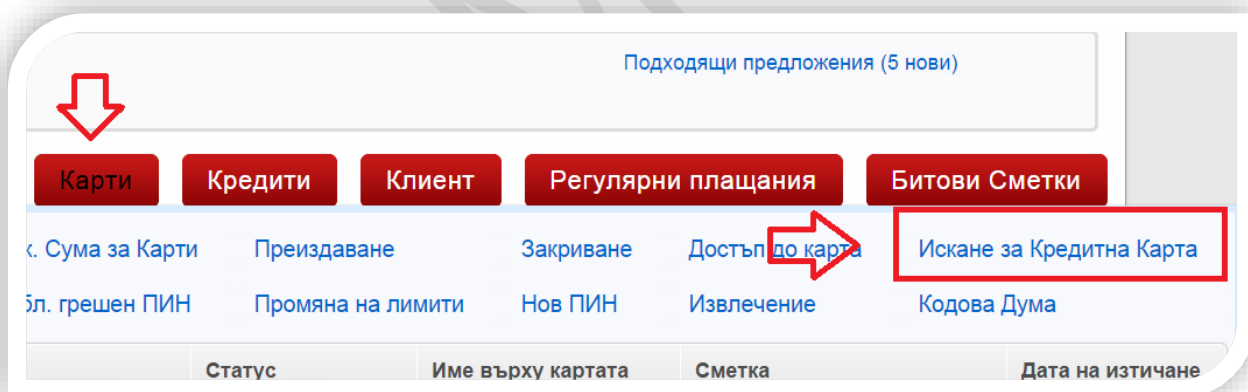 Подходящи предложения (5 нови)
Карти Кредити Клиент Регулярни плащания Битови Сметки
к. Сума за Карти Преиздаване Закриване Достъп до карта Искане за Кредитна Карта
бл. грешен ПИН Промяна на лимити Нов ПИН Извлечение Кодова Дума
Статус Име върху картата Сметка Дата на изтичане